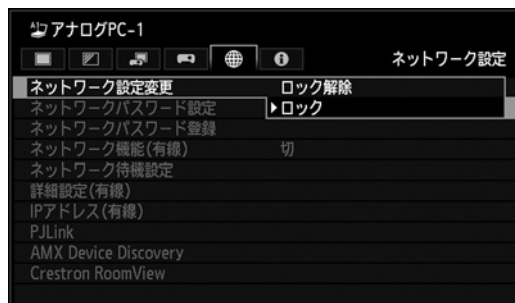 アナログPC-1
ネットワーク設定
ネットワーク設定変更 ロック解除
ネットワークパスワード設定 ▶ロック
ネットワークパスワード登録
ネットワーク機能(有線) 切
ネットワーク待機設定
詳細設定(有線)
IPアドレス(有線)
PJLink
AMX Device Discovery
Crestron RoomView